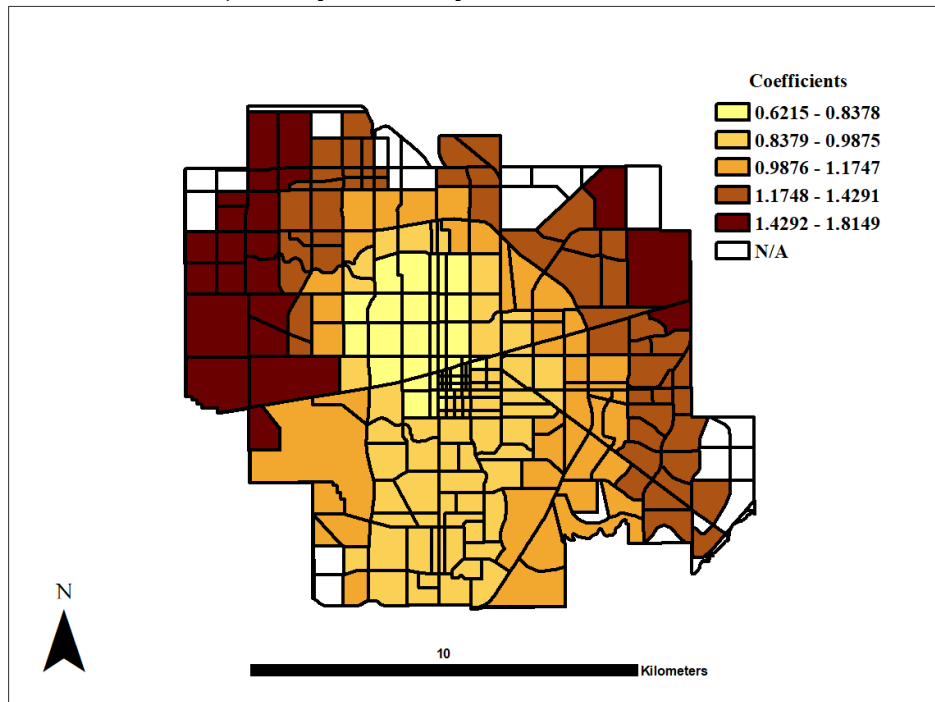 Coefficients
0.6215 - 0.8378
0.8379 - 0.9875
0.9876 - 1.1747
1.1748 - 1.4291
1.4292 - 1.8149
N/A
N
10
Kilometers